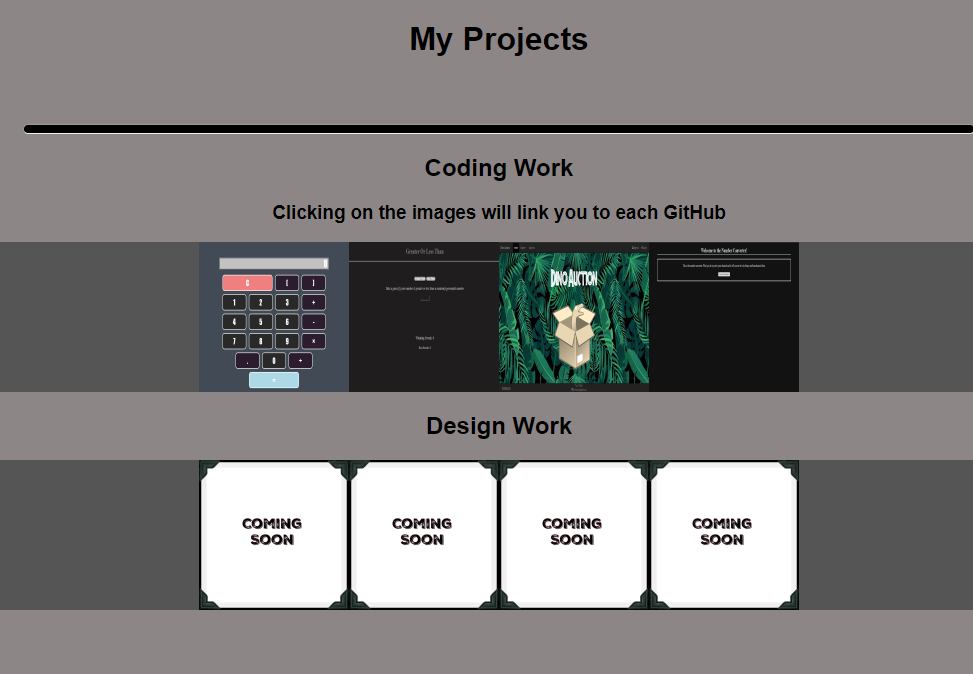 My Projects
Coding Work
Clicking on the images will link you to each GitHub
C ( )
1 2 3 +
4 5 6 -
7 8 9 ×
. 0 ÷
=
Greater Or Less Than
DINO AUCTION
Welcome to the Number Converter!
Design Work
COMING
SOON
COMING
SOON
COMING
SOON
COMING
SOON